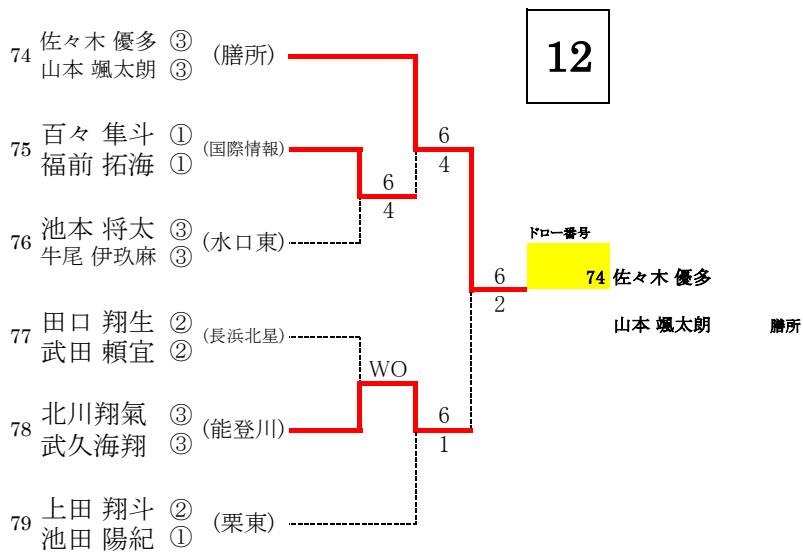 12
74 佐々木 優多 ③ (膳所)
山本 颯太朗 ③
6
4
75 百々 隼斗 ① (国際情報)
福前 拓海 ①
6
4
76 池本 将太 ③ (水口東)
牛尾 伊玖麻 ③
ドロー番号
6
2
74 佐々木 優多
山本 颯太朗 膳所
77 田口 翔生 ② (長浜北星)
武田 頼宜 ②
WO
78 北川翔氣 ③ (能登川)
武久海翔 ③
6
1
79 上田 翔斗 ② (栗東)
池田 陽紀 ①